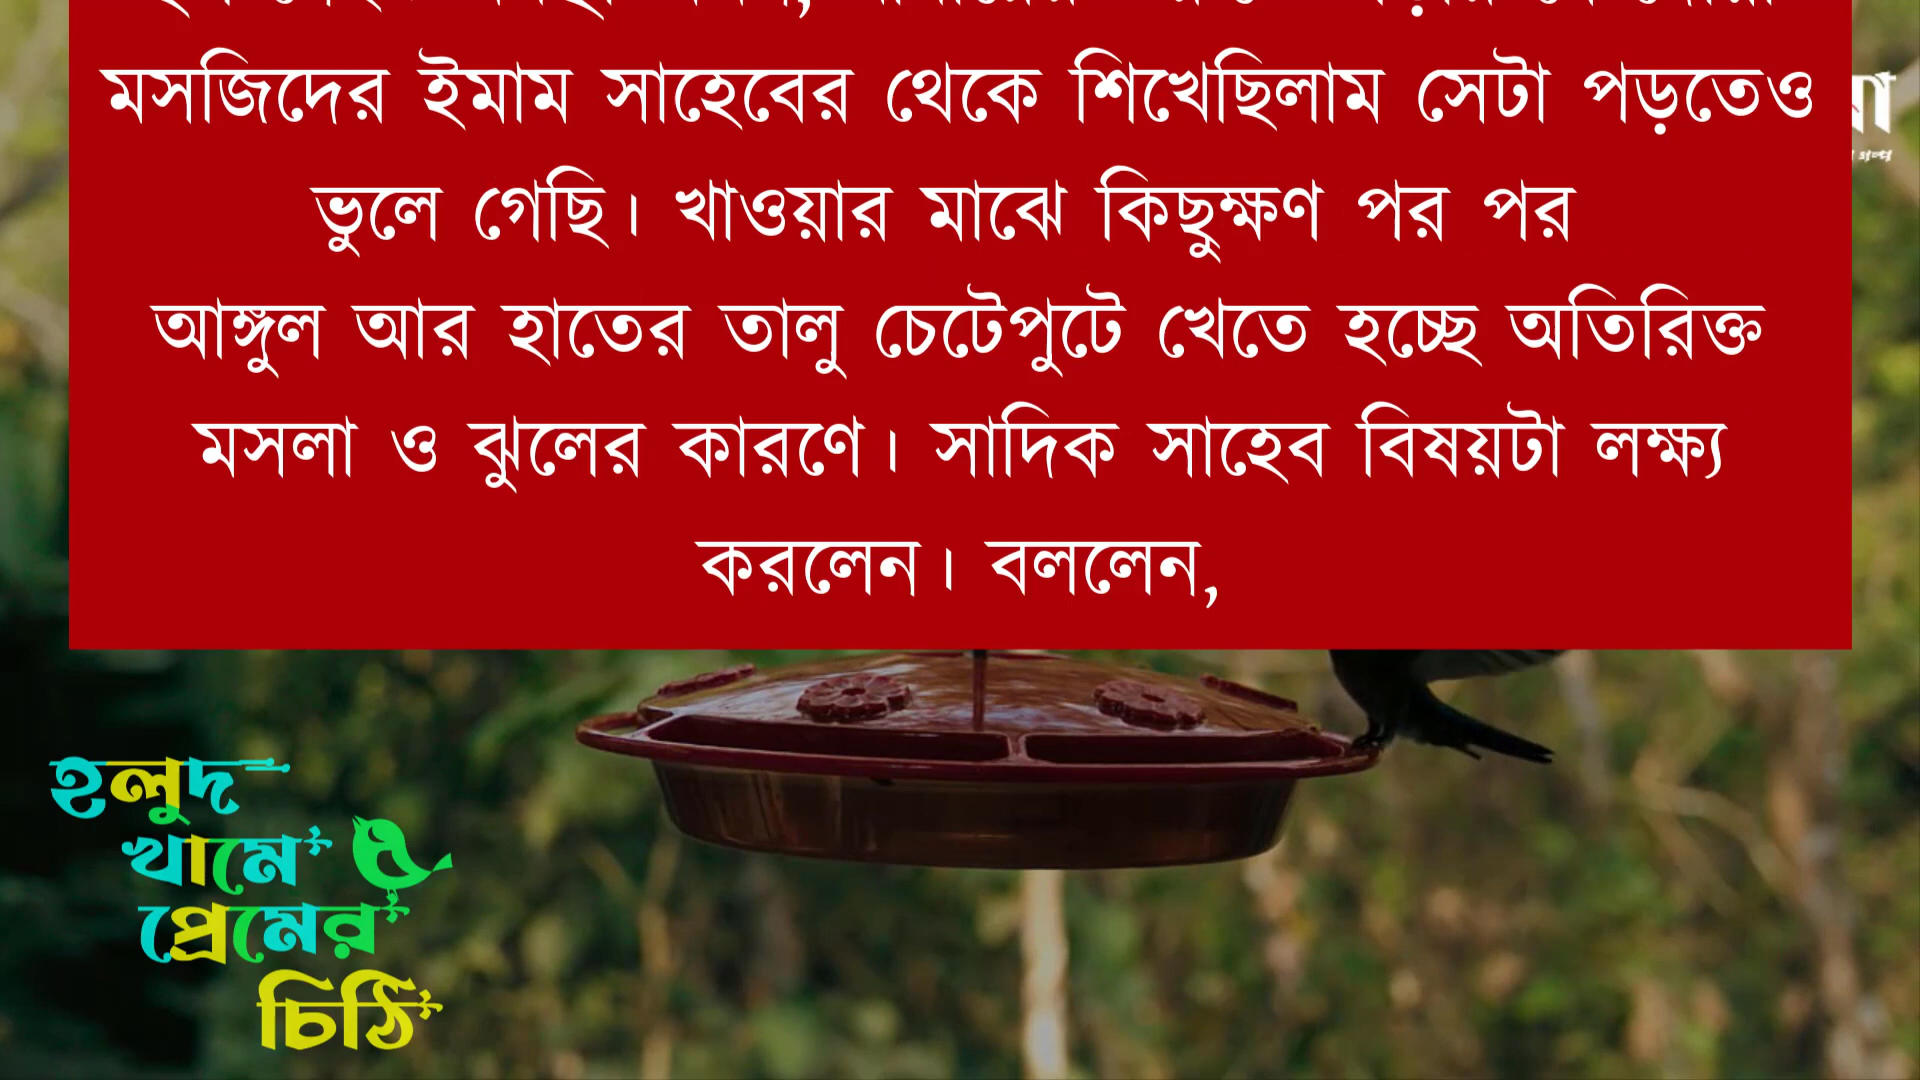 মসজিদের ইমাম সাহেবের থেকে শিখেছিলাম সেটা পড়তেও
ভুলে গেছি। খাওয়ার মাঝে কিছুক্ষণ পর পর
আঙ্গুল আর হাতের তালু চেটেপুটে খেতে হচ্ছে অতিরিক্ত
মসলা ও ঝুলের কারণে। সাদিক সাহেব বিষয়টা লক্ষ্য
করলেন। বললেন,
হলুদ
খামে
প্রেমের
চিঠি